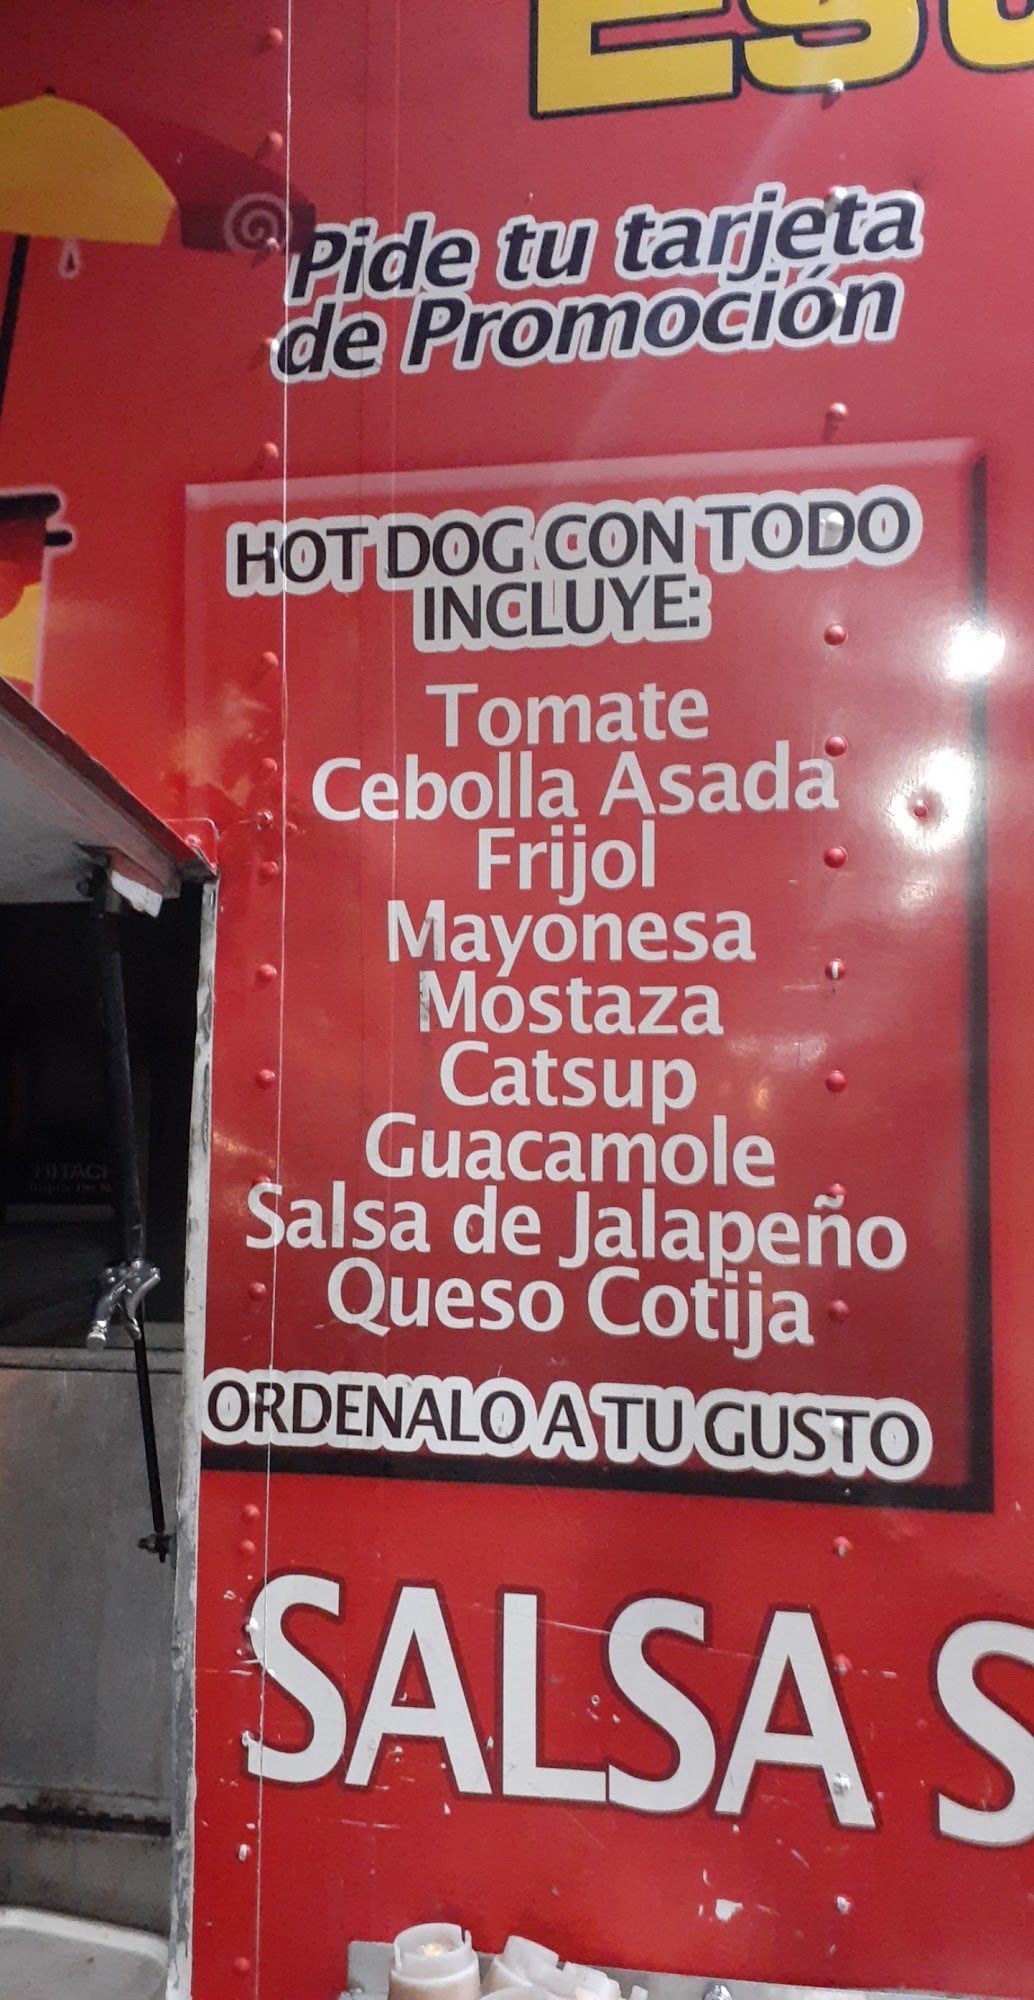 Pide tu tarjeta
de Promoción
HOT DOG CON TODO
INCLUYE:
Tomate
Cebolla Asada
Frijol
Mayonesa
Mostaza
Catsup
Guacamole
Salsa de Jalapeño
Queso Cotija
ORDENALO A TU GUSTO
SALSA S
HITACHI